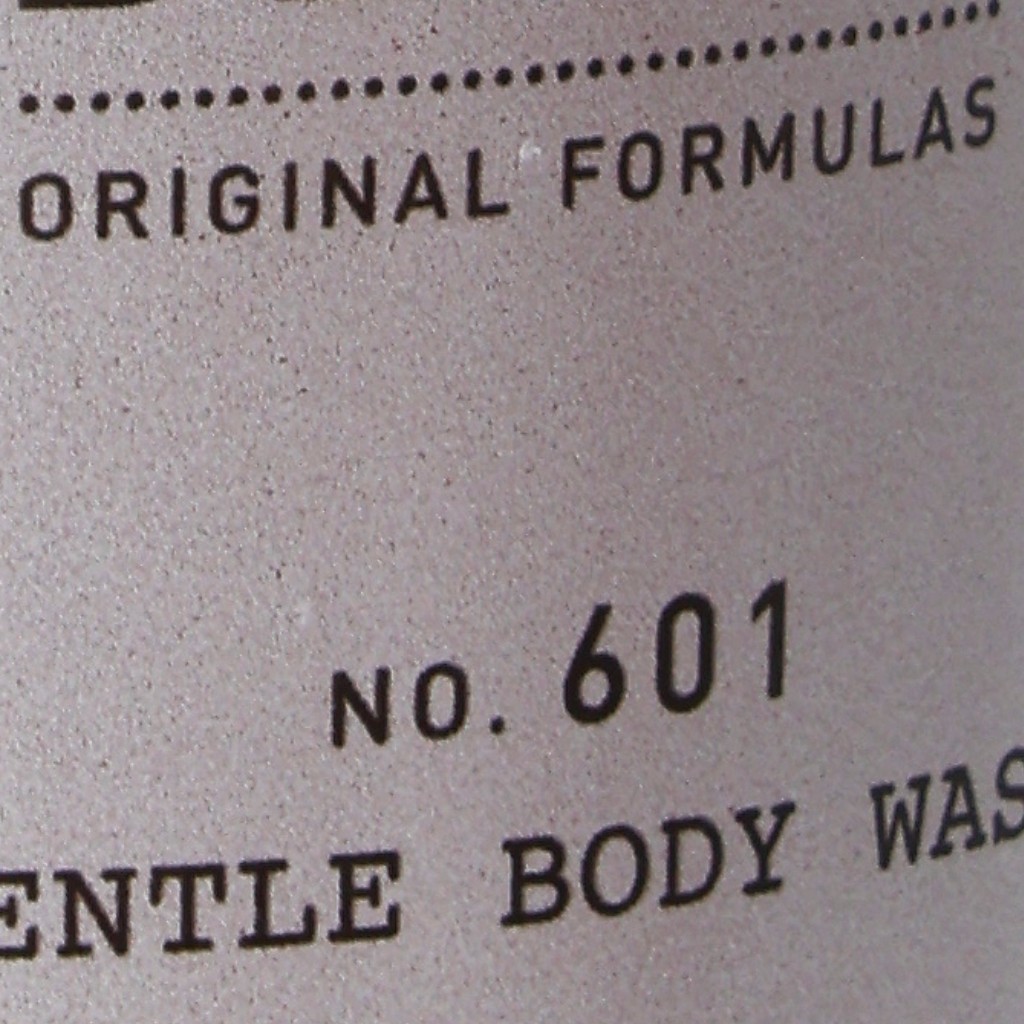 ORIGINAL FORMULAS
NO. 601
ENTLE BODY WAS